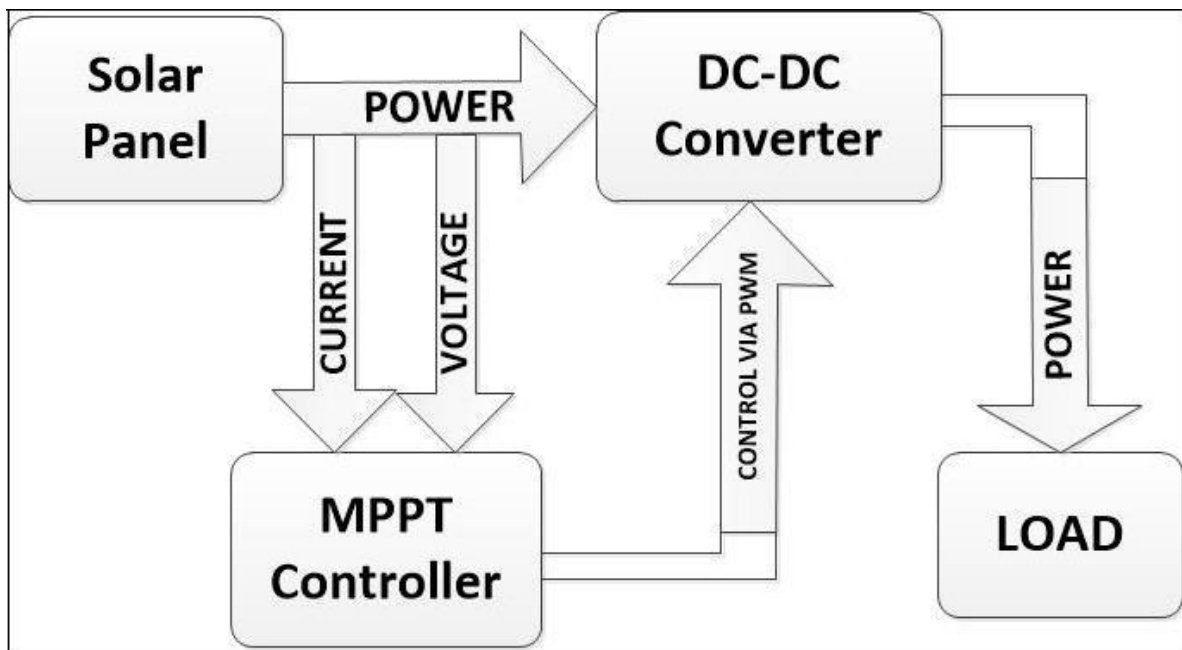 Solar
Panel
POWER
DC-DC
Converter
CURRENT
VOLTAGE
CONTROL VIA PWM
POWER
MPPT
Controller
LOAD